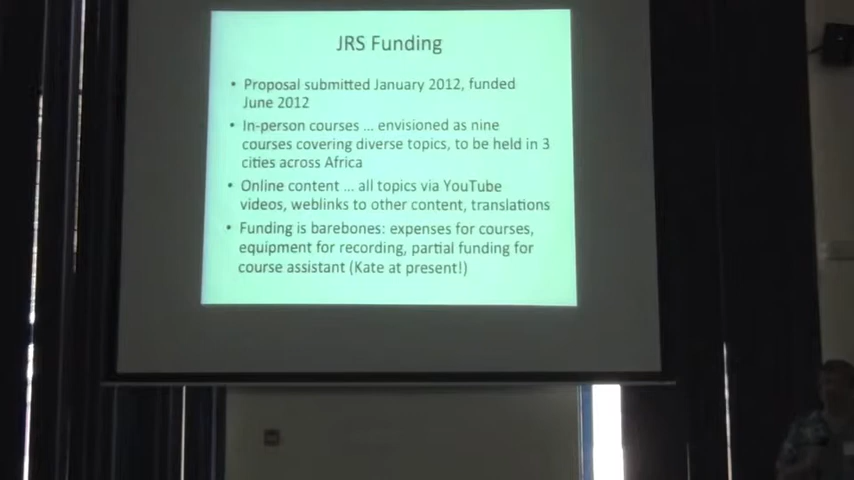 JRS Funding
• Proposal submitted January 2012, funded
June 2012
• In-person courses ... envisioned as nine
courses covering diverse topics, to be held in 3
cities across Africa
• Online content ... all topics via YouTube
videos, weblinks to other content, translations
• Funding is barebones: expenses for courses,
equipment for recording, partial funding for
course assistant (Kate at present!)